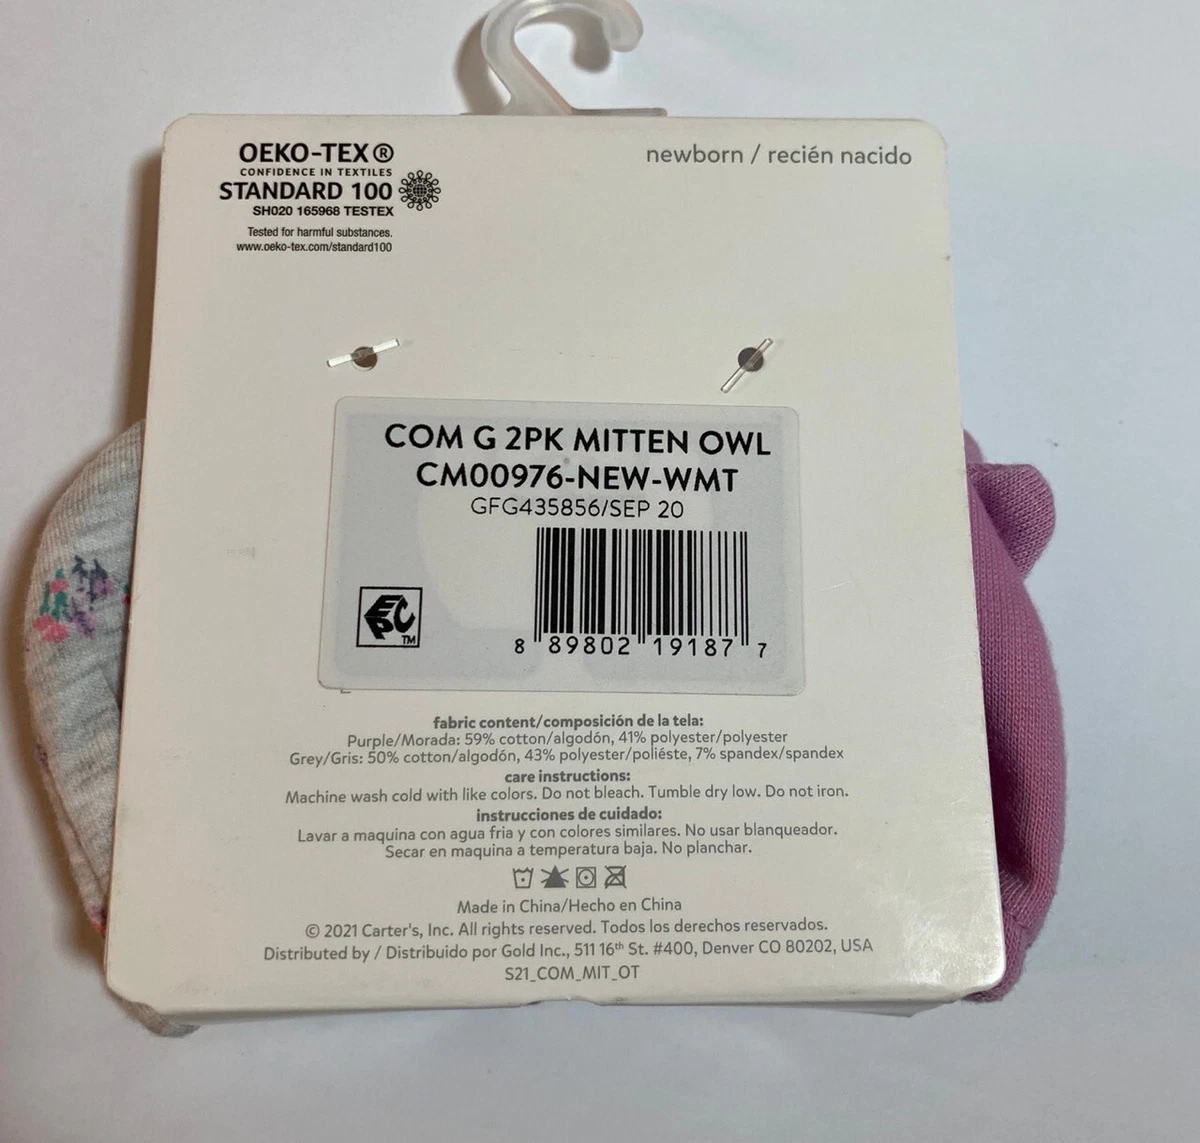 OEKO-TEX®
CONFIDENCE IN TEXTILES
STANDARD 100
SH020 165968 TESTEX
Tested for harmful substances.
www.oeko-tex.com/standard100
newborn / recién nacido
COM G 2PK MITTEN OWL
CM00976-NEW-WMT
GFG435856/SEP 20
EPC TM
8 89802 19187 7
fabric content/composición de la tela:
Purple/Morada: 59% cotton/algodón, 41% polyester/polyester
Grey/Gris: 50% cotton/algodón, 43% polyester/poliéste, 7% spandex/spandex
care instructions:
Machine wash cold with like colors. Do not bleach. Tumble dry low. Do not iron.
instrucciones de cuidado:
Lavar a maquina con agua fria y con colores similares. No usar blanqueador.
Secar en maquina a temperatura baja. No planchar.
Made in China/Hecho en China
© 2021 Carter's, Inc. All rights reserved. Todos los derechos reservados.
Distributed by / Distribuido por Gold Inc., 511 16th St. #400, Denver CO 80202, USA
S21_COM_MIT_OT